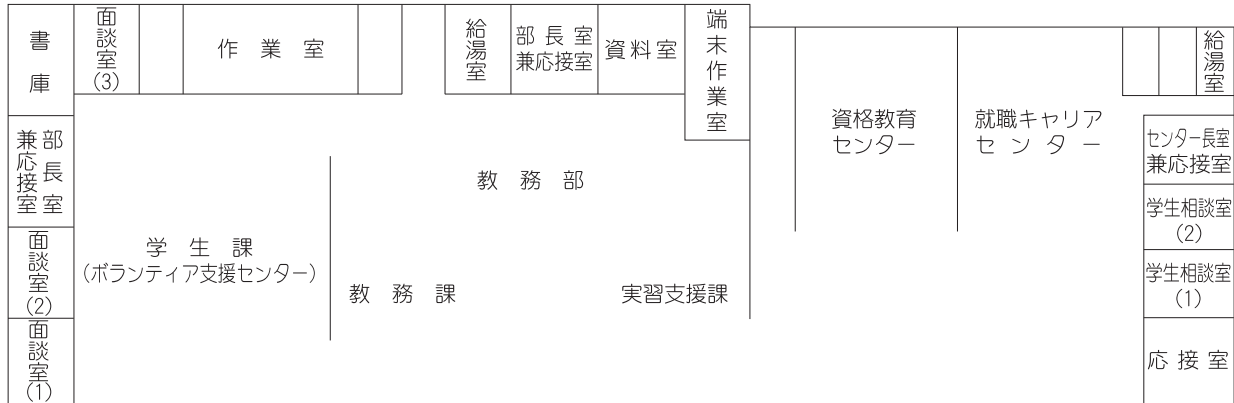 書庫
面談室(3)
作業室
給湯室
部長室
兼応接室
資料室
端末作業室
給湯室
資格教育
センター
就職キャリア
センター
部長室
兼応接室
センター長室
兼応接室
教務部
学生相談室
(2)
面談室(2)
学生課
(ボランティア支援センター)
教務課
実習支援課
学生相談室
(1)
面談室(1)
応接室